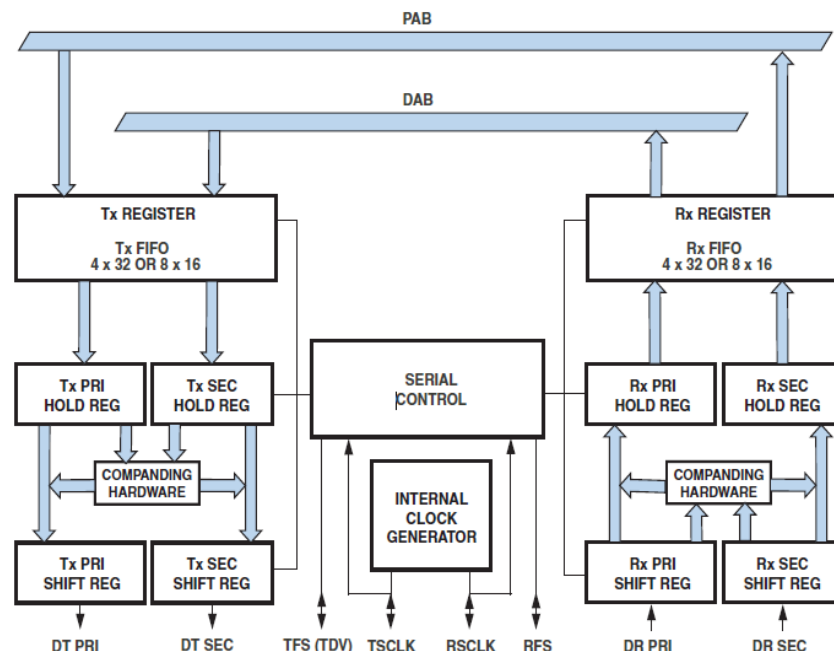 PAB
DAB
Tx REGISTER
Tx FIFO
4 x 32 OR 8 x 16
Rx REGISTER
Rx FIFO
4 x 32 OR 8 x 16
Tx PRI
HOLD REG
Tx SEC
HOLD REG
SERIAL
CONTROL
Rx PRI
HOLD REG
Rx SEC
HOLD REG
COMPANDING
HARDWARE
INTERNAL
CLOCK
GENERATOR
COMPANDING
HARDWARE
Tx PRI
SHIFT REG
Tx SEC
SHIFT REG
Rx PRI
SHIFT REG
Rx SEC
SHIFT REG
DT PRI
DT SEC
TFS (TDV)
TSCLK
RSCLK
RFS
DR PRI
DR SEC